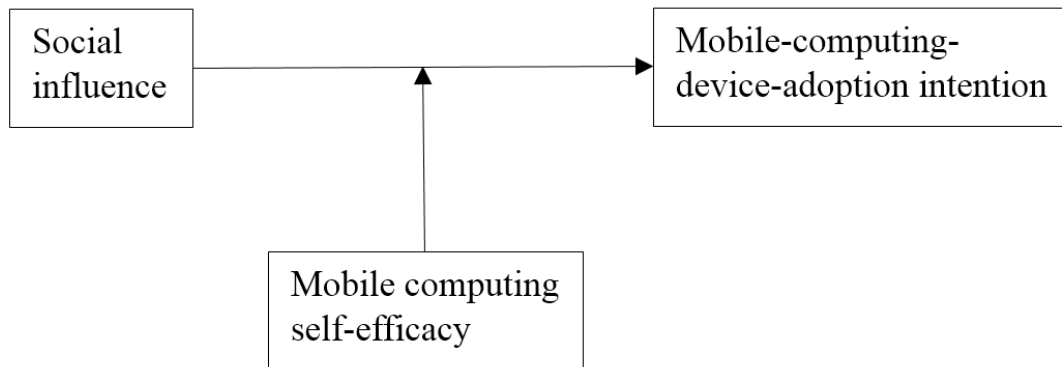 Social
influence
Mobile-computing-
device-adoption intention
Mobile computing
self-efficacy